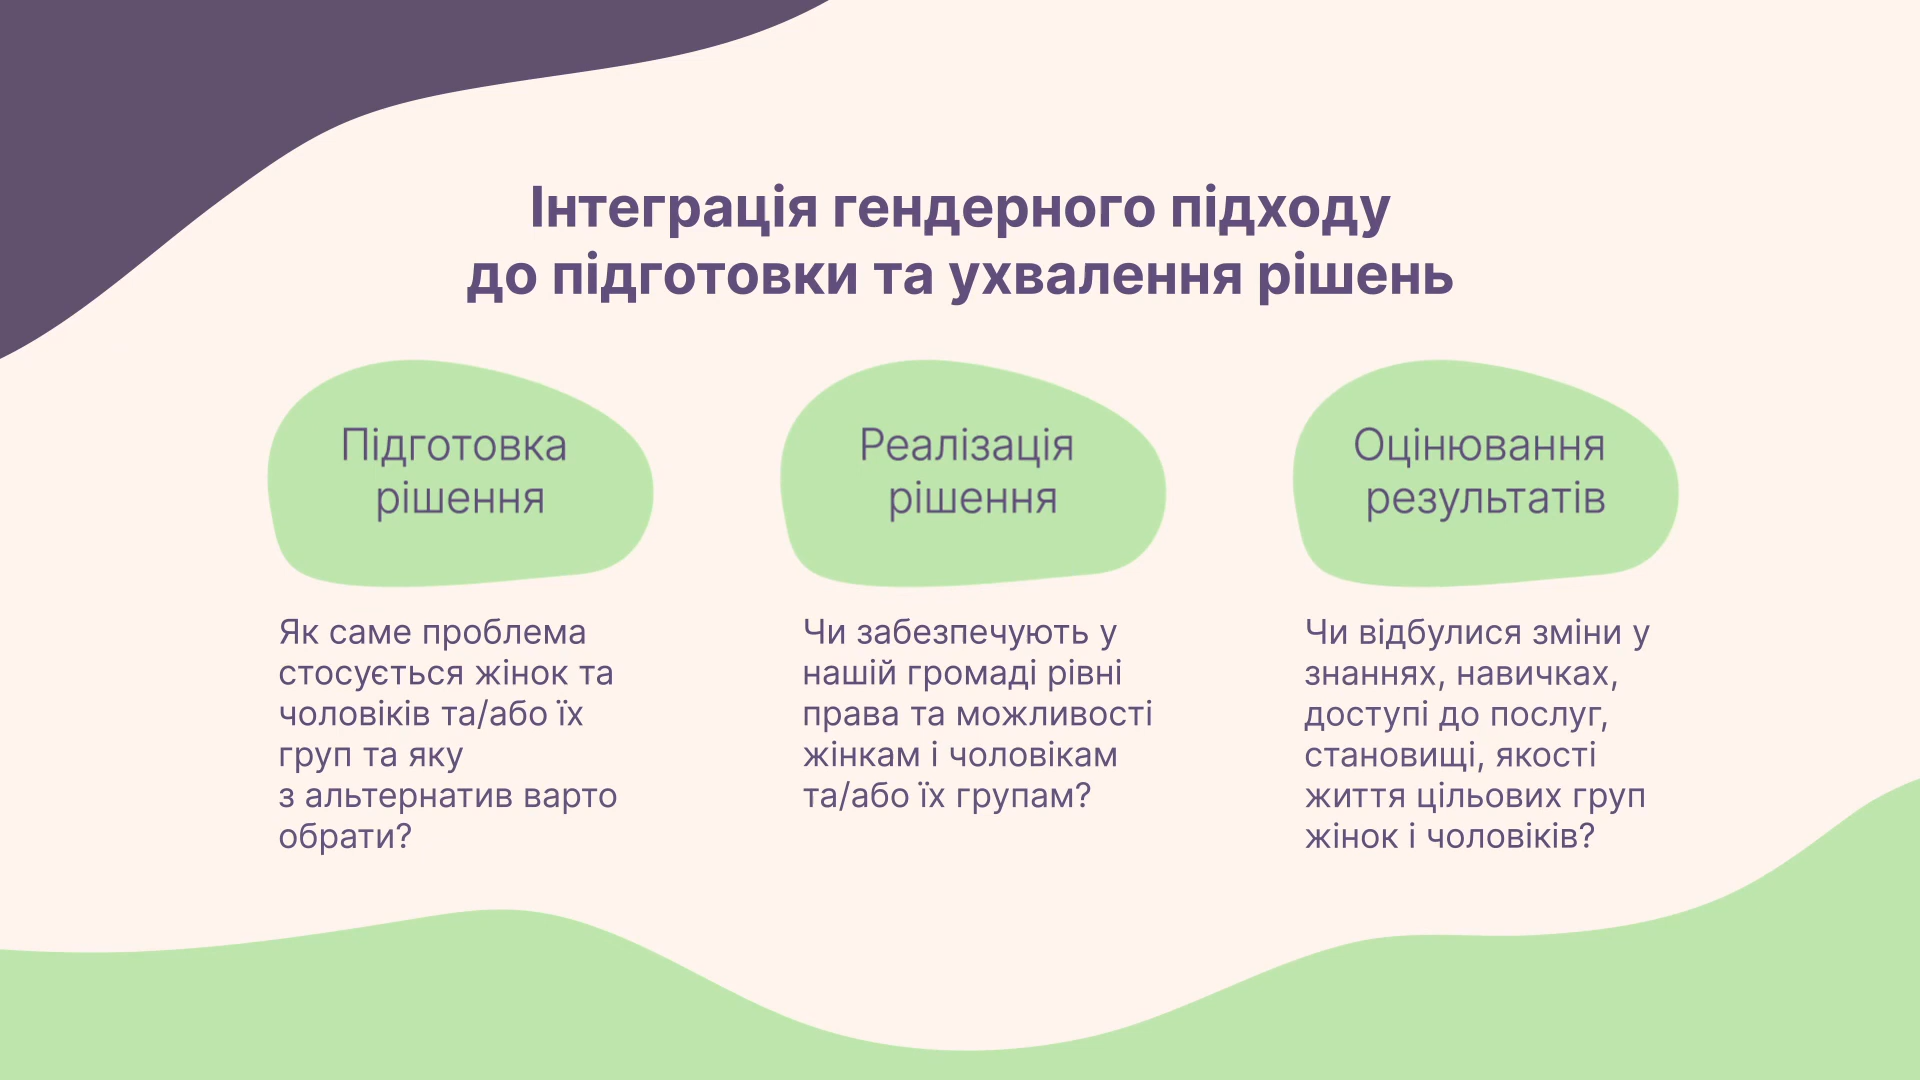 Інтеграція гендерного підходу
до підготовки та ухвалення рішень
Підготовка
рішення
Як саме проблема
стосується жінок та
чоловіків та/або їх
груп та яку
з альтернатив варто
обрати?
Реалізація
рішення
Чи забезпечують у
нашій громаді рівні
права та можливості
жінкам і чоловікам
та/або їх групам?
Оцінювання
результатів
Чи відбулися зміни у
знаннях, навичках,
доступі до послуг,
становищі, якості
життя цільових груп
жінок і чоловіків?